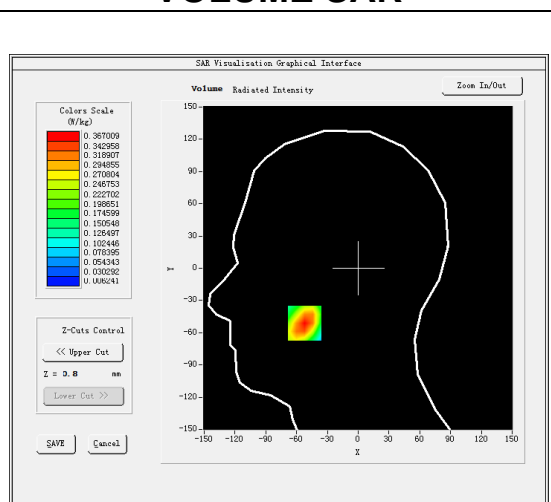 VOLUME SAR
SAR Visualisation Graphical Interface
Volume Radiated Intensity
Zoom In/Out
Colors Scale
(W/kg)
0.367009
0.342958
0.318907
0.294855
0.270804
0.246753
0.222702
0.198651
0.174599
0.150548
0.126497
0.102446
0.078395
0.054343
0.030292
0.006241
Z-Cuts Control
<< Upper Cut
Z = 0.8 mm
Lower Cut >>
SAVE Cancel
150
120
90
60
30
Y 0
-30
-60
-90
-120
-150
-150 -120 -90 -60 -30 0 30 60 90 120 150
X